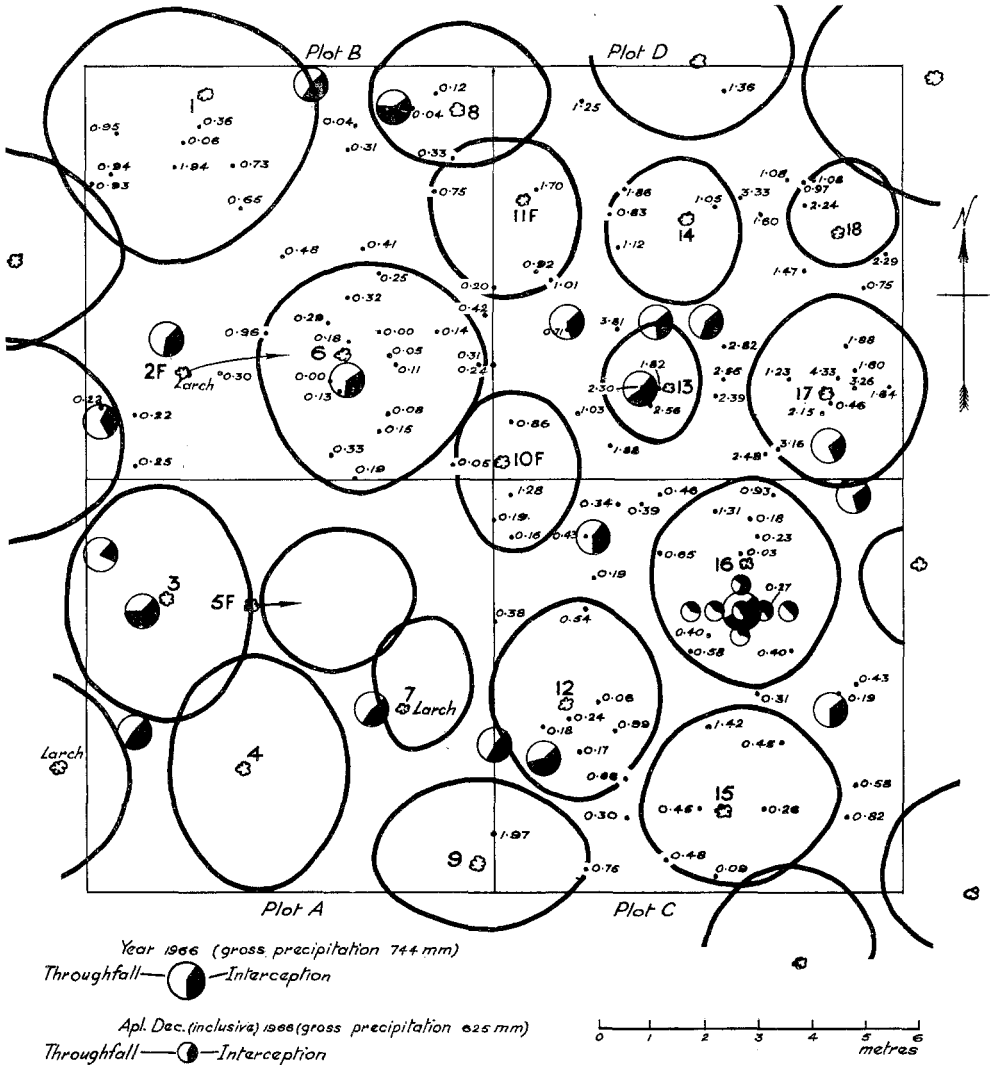 Plot B Plot D
1 0.95 0.36 0.06 0.94 1.94 0.73 0.93 0.65
0.12 0.04 8 0.04 0.31 0.33
1.36 1.25
0.75 1.70 11F 0.92 1.01 0.20
1.86 0.83 1.05 14 1.12
1.08 1.08 0.97 3.33 2.24 1.60 18 2.29 1.47 0.75
N
0.48 0.41 0.25 0.32 0.42
0.96 0.18 0.00 0.14 6 0.05 0.11 0.31 0.24 0.00 0.13 0.08 0.15 0.33 0.19
2F Larch 0.30
0.22 0.22 0.25
0.71 3.81 2.82
1.82 2.30 13 2.56 2.39 1.03 1.88
1.88 1.23 4.33 1.80 3.26 17 0.46 1.84 2.15 3.16 2.48
0.86 0.05 10F 1.28 0.19 0.16 0.43
0.34 0.39 0.46 0.93 1.31 0.18 0.23 0.65 0.03 16 0.27 0.40 0.58 0.40
0.19 0.38 0.54
3 5F
7 Larch
Larch 4
12 0.06 0.24 0.18 0.17
0.31 0.43 0.19
1.42 15 0.46 0.26 0.48 0.09 0.58 0.82
0.30 0.76
9 1.97
Plot A Plot C
Year 1966 (gross precipitation 744 mm)
Throughfall Interception
Apl. Dec. (inclusive) 1966 (gross precipitation 625 mm)
Throughfall Interception
0 1 2 3 4 5 6
metres